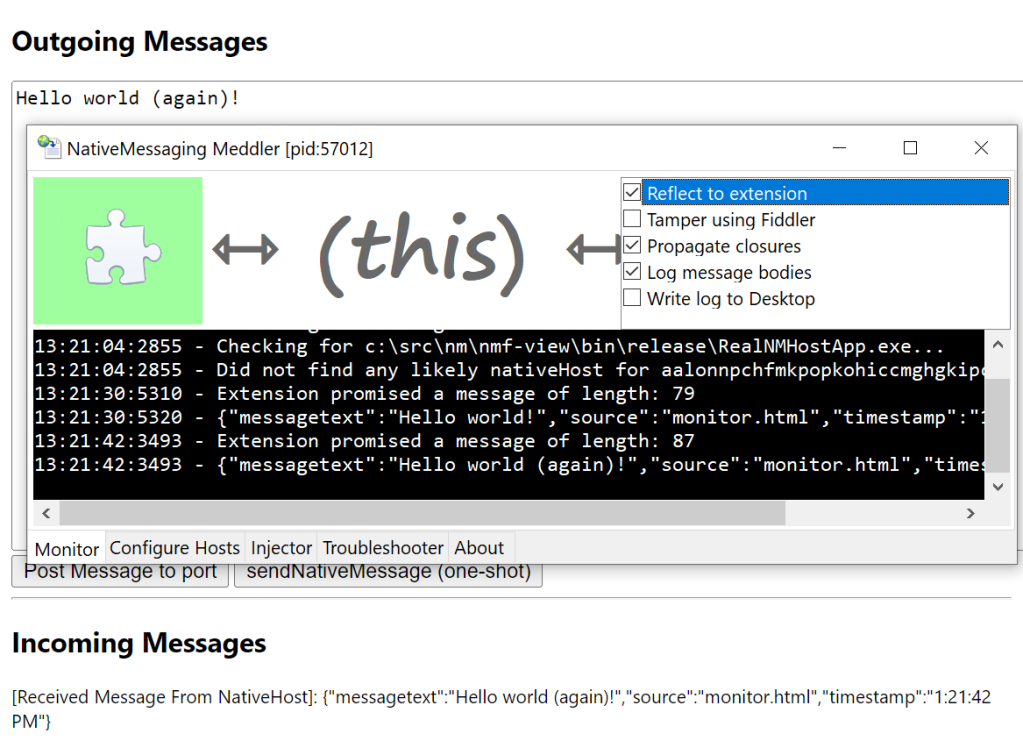 Outgoing Messages
Hello world (again)!
NativeMessaging Meddler [pid:57012]
(this)
Reflect to extension
Tamper using Fiddler
Propagate closures
Log message bodies
Write log to Desktop
13:21:04:2855 - Checking for c:\src\nm\nmf-view\bin\release\RealNMHostApp.exe...
13:21:04:2855 - Did not find any likely nativeHost for
13:21:30:5310 - Extension promised a message of length: 79
13:21:30:5320 - {"messagetext":"Hello world!","source":"monitor.html","timestamp":"1
13:21:42:3493 - Extension promised a message of length: 87
13:21:42:3493 - {"messagetext":"Hello world (again)!","source":"monitor.html","times
Monitor Configure Hosts Injector Troubleshooter About
Post Message to port sendNativeMessage (one-shot)
Incoming Messages
[Received Message From NativeHost]: {"messagetext":"Hello world (again)!","source":"monitor.html","timestamp":"1:21:42
PM"}